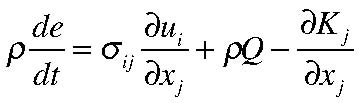 ρ de/dt = σ_ij ∂u_i/∂x_j + ρQ − ∂K_j/∂x_j